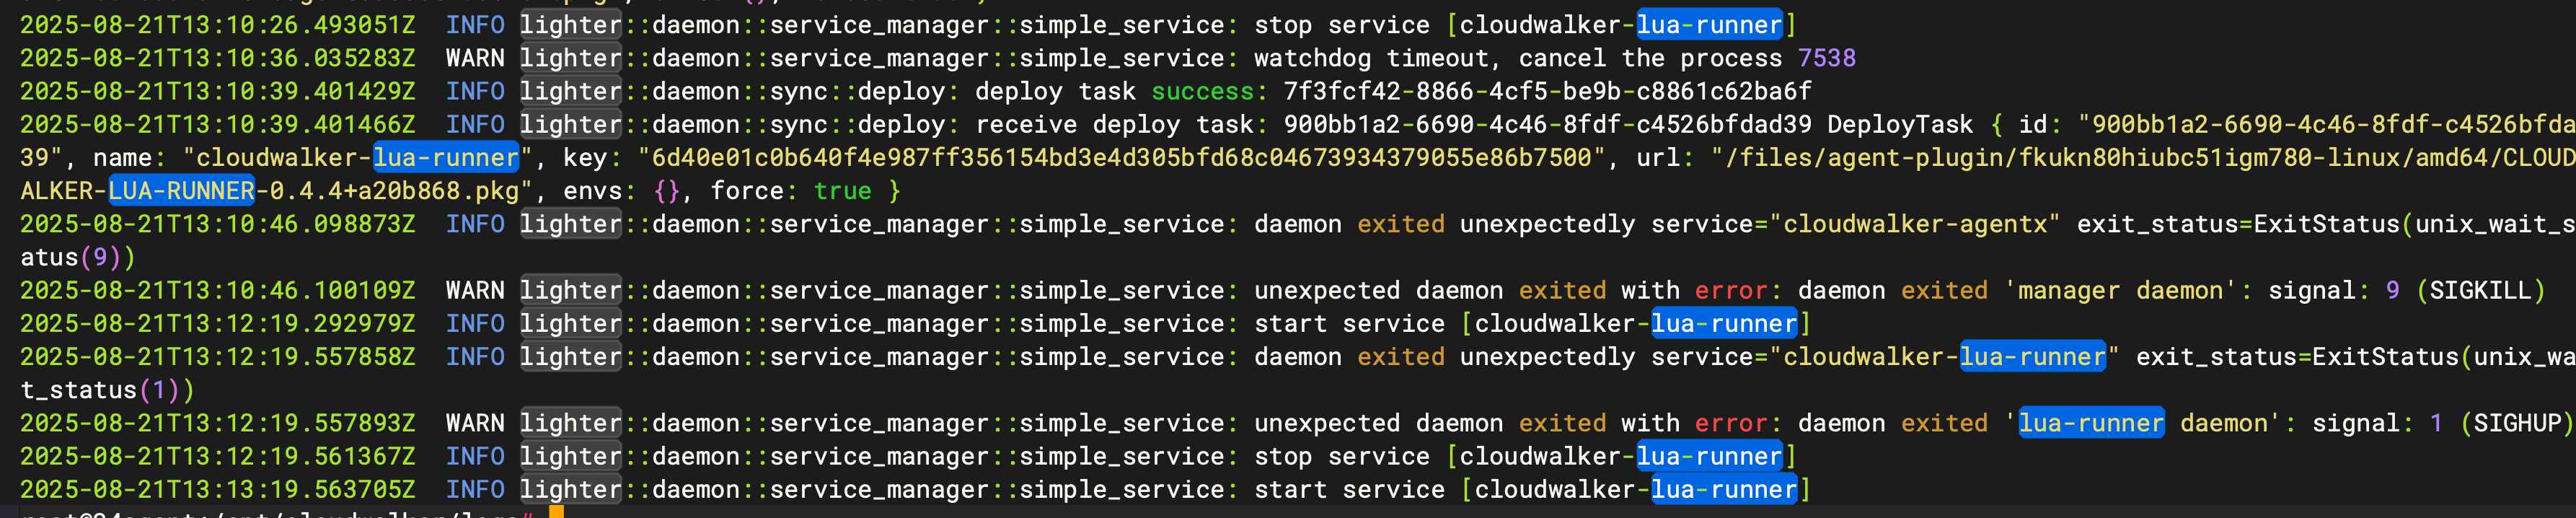 2025-08-21T13:10:26.493051Z  INFO lighter::daemon::service_manager::simple_service: stop service [cloudwalker-lua-runner]
2025-08-21T13:10:36.035283Z  WARN lighter::daemon::service_manager::simple_service: watchdog timeout, cancel the process 7538
2025-08-21T13:10:39.401429Z  INFO lighter::daemon::sync::deploy: deploy task success: 7f3fcf42-8866-4cf5-be9b-c8861c62ba6f
2025-08-21T13:10:39.401466Z  INFO lighter::daemon::sync::deploy: receive deploy task: 900bb1a2-6690-4c46-8fdf-c4526bfdad39 DeployTask { id: "900bb1a2-6690-4c46-8fdf-c4526bfda
39", name: "cloudwalker-lua-runner", key: "6d40e01c0b640f4e987ff356154bd3e4d305bfd68c04673934379055e86b7500", url: "/files/agent-plugin/fkukn80hiubc51igm780-linux/amd64/CLOUD
ALKER-LUA-RUNNER-0.4.4+a20b868.pkg", envs: {}, force: true }
2025-08-21T13:10:46.098873Z  INFO lighter::daemon::service_manager::simple_service: daemon exited unexpectedly service="cloudwalker-agentx" exit_status=ExitStatus(unix_wait_s
atus(9))
2025-08-21T13:10:46.100109Z  WARN lighter::daemon::service_manager::simple_service: unexpected daemon exited with error: daemon exited 'manager daemon': signal: 9 (SIGKILL)
2025-08-21T13:12:19.292979Z  INFO lighter::daemon::service_manager::simple_service: start service [cloudwalker-lua-runner]
2025-08-21T13:12:19.557858Z  INFO lighter::daemon::service_manager::simple_service: daemon exited unexpectedly service="cloudwalker-lua-runner" exit_status=ExitStatus(unix_wa
t_status(1))
2025-08-21T13:12:19.557893Z  WARN lighter::daemon::service_manager::simple_service: unexpected daemon exited with error: daemon exited 'lua-runner daemon': signal: 1 (SIGHUP)
2025-08-21T13:12:19.561367Z  INFO lighter::daemon::service_manager::simple_service: stop service [cloudwalker-lua-runner]
2025-08-21T13:13:19.563705Z  INFO lighter::daemon::service_manager::simple_service: start service [cloudwalker-lua-runner]